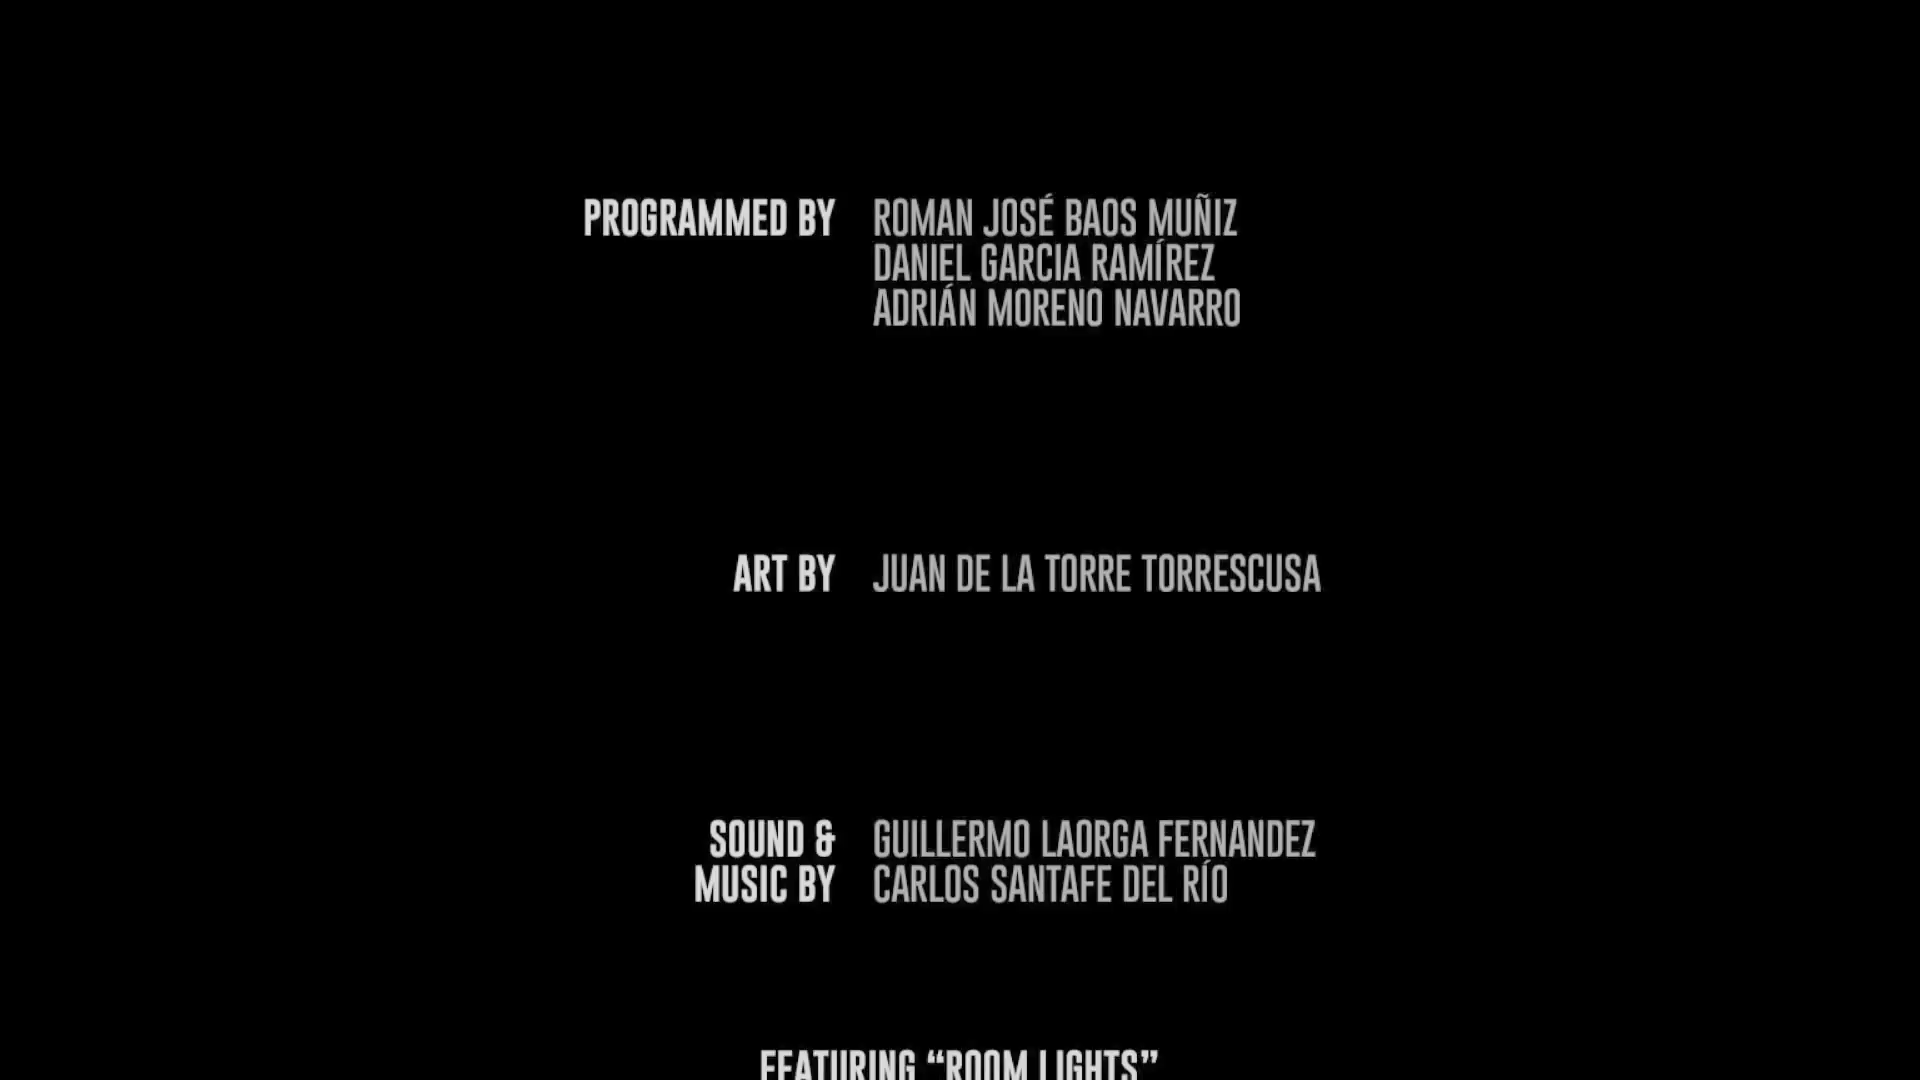 PROGRAMMED BY ROMAN JOSÉ BAOS MUÑIZ
DANIEL GARCIA RAMÍREZ
ADRIÁN MORENO NAVARRO
ART BY JUAN DE LA TORRE TORRESCUSA
SOUND & GUILLERMO LAORGA FERNANDEZ
MUSIC BY CARLOS SANTAFE DEL RÍO
FEATURING “ROOM LIGHTS”